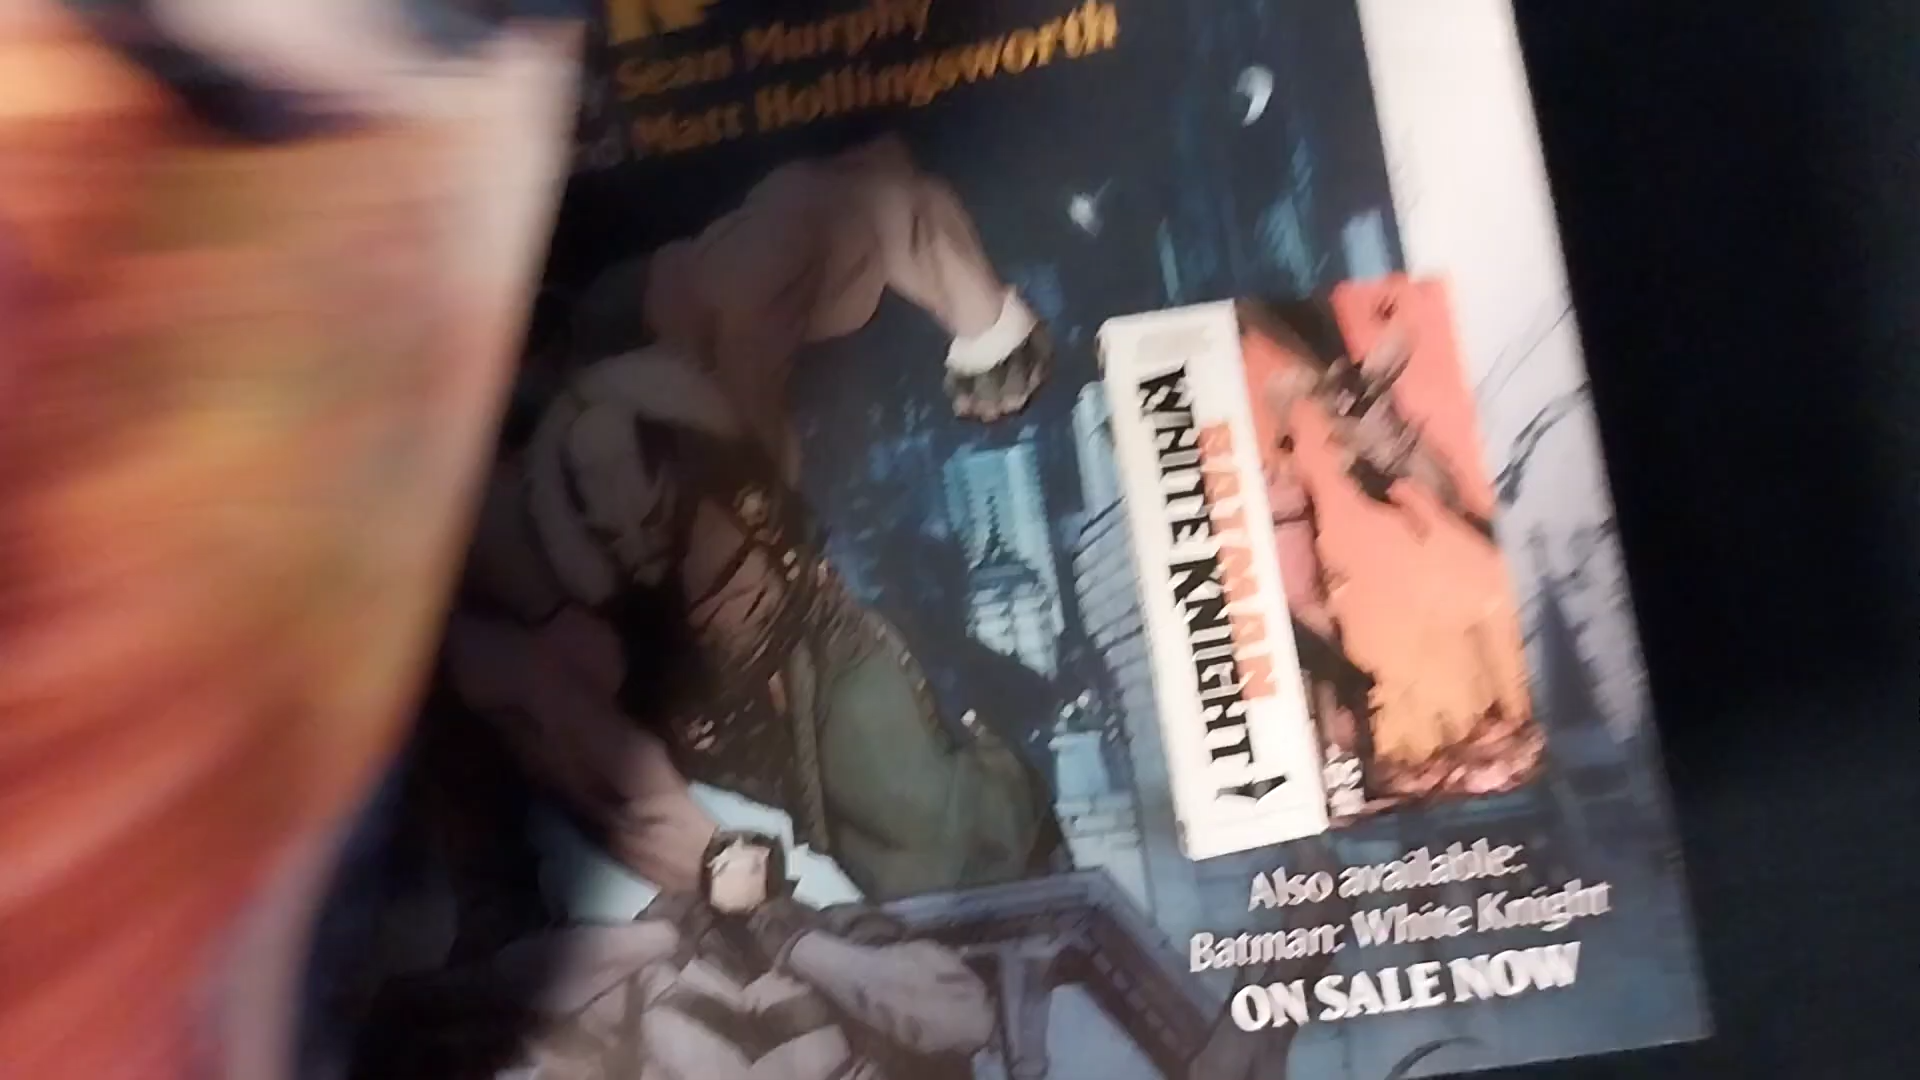 Sean Murphy
Matt Hollingsworth
BATMAN
WHITE KNIGHT
Also available:
Batman: White Knight
ON SALE NOW